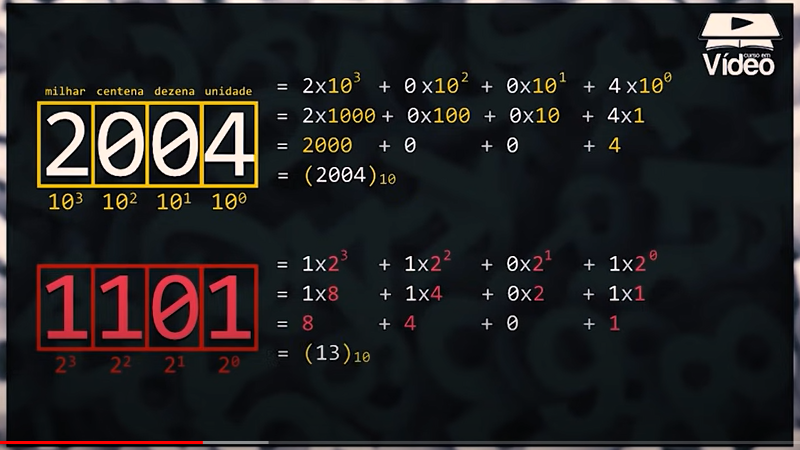 curso em
Vídeo
milhar centena dezena unidade
2004
10³ 10² 10¹ 10⁰
= 2x10³ + 0x10² + 0x10¹ + 4x10⁰
= 2x1000 + 0x100 + 0x10 + 4x1
= 2000 + 0 + 0 + 4
= (2004)₁₀
1101
2³ 2² 2¹ 2⁰
= 1x2³ + 1x2² + 0x2¹ + 1x2⁰
= 1x8 + 1x4 + 0x2 + 1x1
= 8 + 4 + 0 + 1
= (13)₁₀